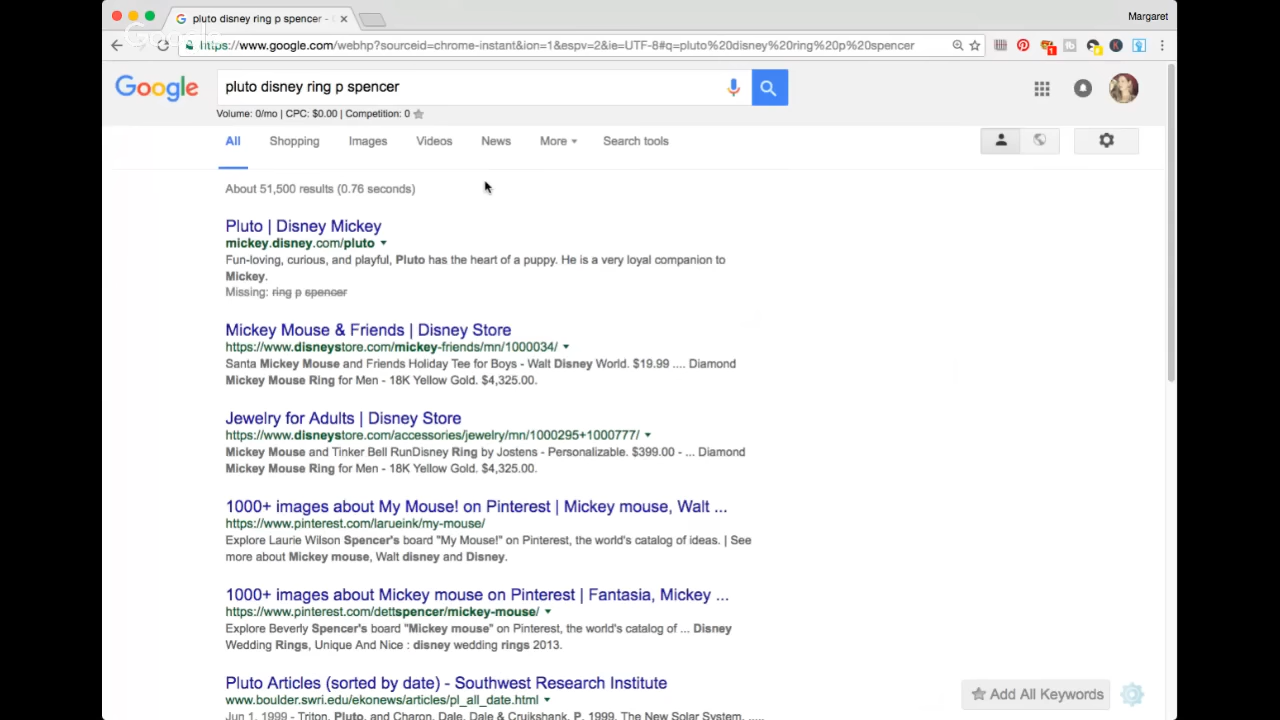 pluto disney ring p spencer -
Margaret
Google
https://www.google.com/webhp?sourceid=chrome-instant&ion=1&espv=2&ie=UTF-8#q=pluto%20disney%20ring%20p%20spencer
Google
pluto disney ring p spencer
Volume: 0/mo | CPC: $0.00 | Competition: 0
All Shopping Images Videos News More Search tools
About 51,500 results (0.76 seconds)
Pluto | Disney Mickey
mickey.disney.com/pluto
Fun-loving, curious, and playful, Pluto has the heart of a puppy. He is a very loyal companion to
Mickey.
Missing: ring p spencer
Mickey Mouse & Friends | Disney Store
https://www.disneystore.com/mickey-friends/mn/1000034/
Santa Mickey Mouse and Friends Holiday Tee for Boys - Walt Disney World. $19.99 .... Diamond
Mickey Mouse Ring for Men - 18K Yellow Gold. $4,325.00.
Jewelry for Adults | Disney Store
https://www.disneystore.com/accessories/jewelry/mn/1000295+1000777/
Mickey Mouse and Tinker Bell RunDisney Ring by Jostens - Personalizable. $399.00 - ... Diamond
Mickey Mouse Ring for Men - 18K Yellow Gold. $4,325.00.
1000+ images about My Mouse! on Pinterest | Mickey mouse, Walt ...
https://www.pinterest.com/larueink/my-mouse/
Explore Laurie Wilson Spencer's board "My Mouse!" on Pinterest, the world's catalog of ideas. | See
more about Mickey mouse, Walt disney and Disney.
1000+ images about Mickey mouse on Pinterest | Fantasia, Mickey ...
https://www.pinterest.com/dettspencer/mickey-mouse/
Explore Beverly Spencer's board "Mickey mouse" on Pinterest, the world's catalog of ... Disney
Wedding Rings, Unique And Nice : disney wedding rings 2013.
Pluto Articles (sorted by date) - Southwest Research Institute
www.boulder.swri.edu/ekonews/articles/pl_all_date.html
Jun 1, 1999 - Triton, Pluto, and Charon, Dale, Dale & Cruikshank, P. 1999, The New Solar System, .....
Add All Keywords